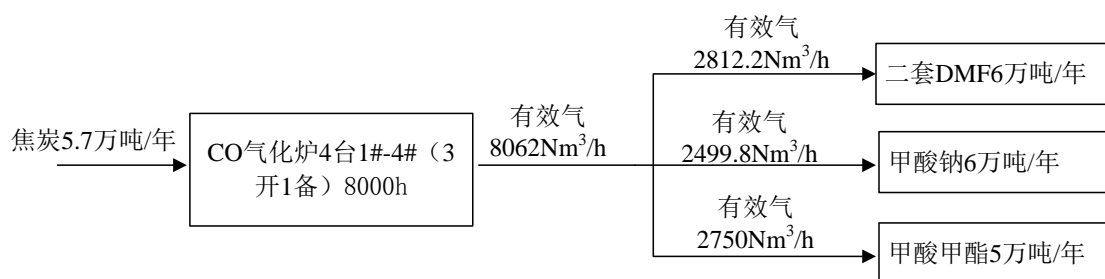 焦炭5.7万吨/年
CO气化炉4台1#-4#（3
开1备）8000h
有效气
8062Nm³/h
有效气
2812.2Nm³/h
二套DMF6万吨/年
有效气
2499.8Nm³/h
甲酸钠6万吨/年
有效气
2750Nm³/h
甲酸甲酯5万吨/年